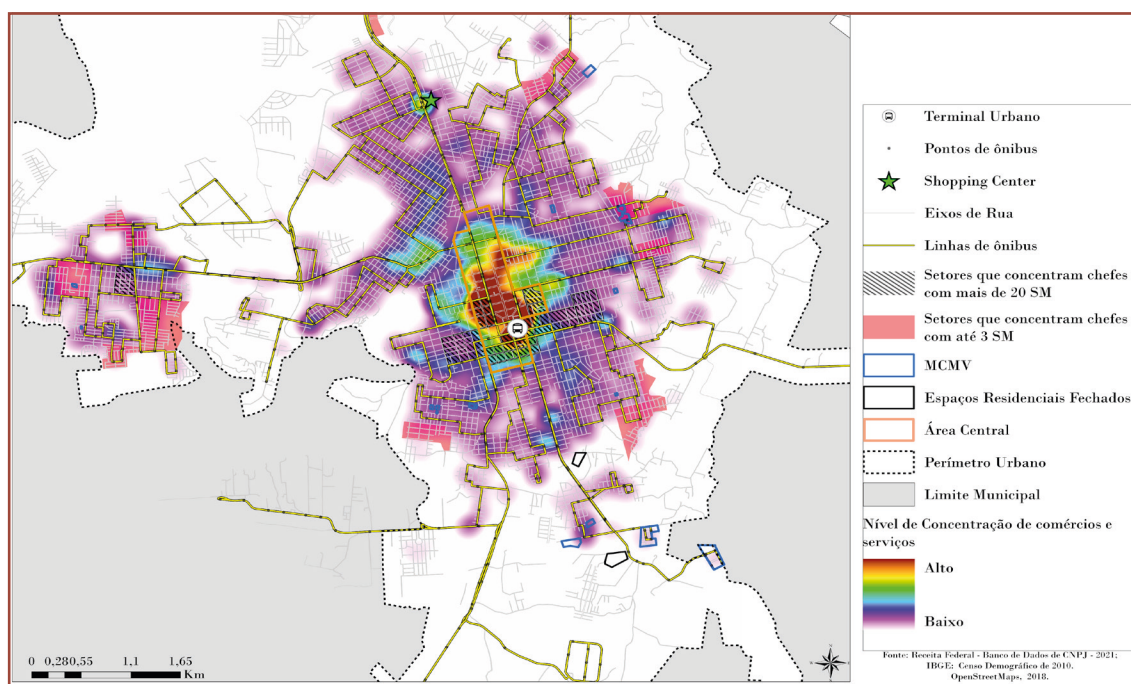 Terminal Urbano
Pontos de ônibus
Shopping Center
Eixos de Rua
Linhas de ônibus
Setores que concentram chefes
com mais de 20 SM
Setores que concentram chefes
com até 3 SM
MCMV
Espaços Residenciais Fechados
Área Central
Perímetro Urbano
Limite Municipal
Nível de Concentração de comércios e
serviços
Alto
Baixo
0 0,280,55 1,1 1,65
Km
Fonte: Receita Federal - Banco de Dados de CNPJ - 2021;
IBGE: Censo Demográfico de 2010.
OpenStreetMaps, 2018.